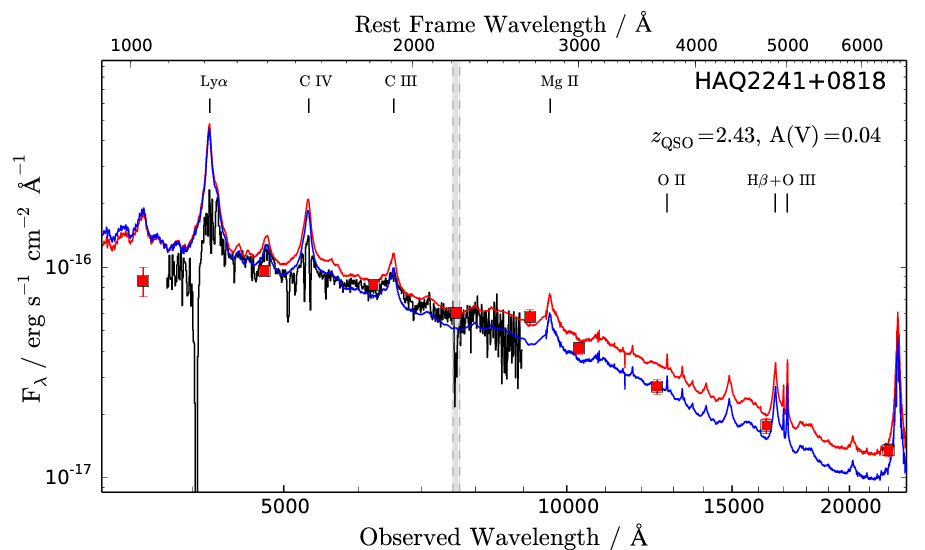 Rest Frame Wavelength / Å
1000 2000 3000 4000 5000 6000
Lyα C IV C III Mg II HAQ2241+0818
z_QSO=2.43, A(V)=0.04
O II Hβ+O III
F_λ / erg s^−1 cm^−2 Å^−1
10^-16
10^-17
5000 10000 15000 20000
Observed Wavelength / Å